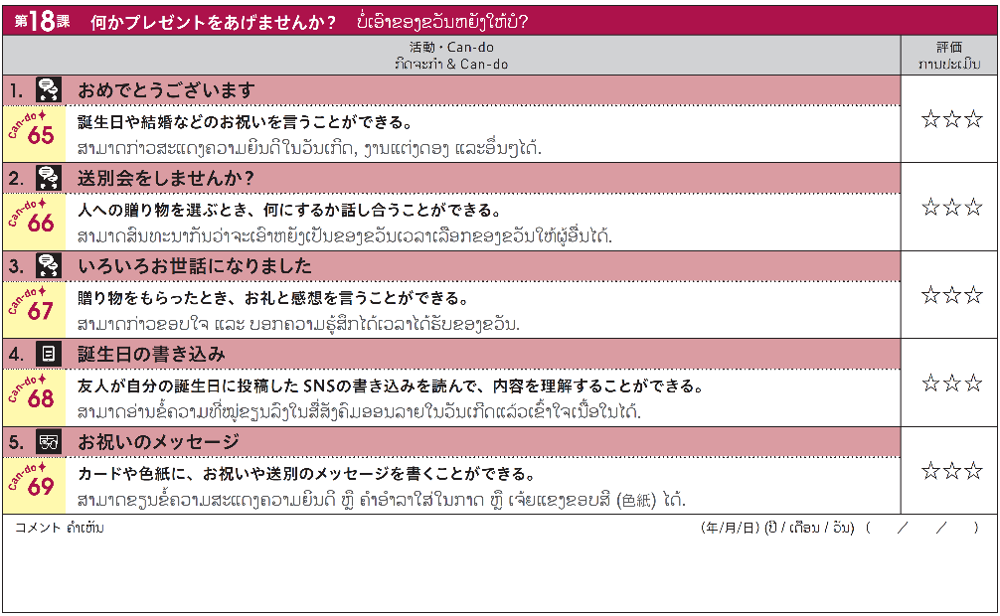 第18課 何かプレゼントをあげませんか? ບໍ່ເອົາຂອງຂວັນຫຍັງໃຫ້ບໍ?
活動・Can-do
ກິດຈະກຳ & Can-do
評価
ການປະເມີນ
1. おめでとうございます
Can-do 65
誕生日や結婚などのお祝いを言うことができる。
ສາມາດກ່າວສະແດງຄວາມຍິນດີໃນວັນເກີດ, ງານແຕ່ງດອງ ແລະອື່ນໆໄດ້.
☆☆☆
2. 送別会をしませんか?
Can-do 66
人への贈り物を選ぶとき、何にするか話し合うことができる。
ສາມາດສົນທະນາກັນວ່າຈະເອົາຫຍັງເປັນຂອງຂວັນເວລາເລືອກຂອງຂວັນໃຫ້ຜູ້ອື່ນໄດ້.
☆☆☆
3. いろいろお世話になりました
Can-do 67
贈り物をもらったとき、お礼と感想を言うことができる。
ສາມາດກ່າວຂອບໃຈ ແລະ ບອກຄວາມຮູ້ສຶກໄດ້ເວລາໄດ້ຮັບຂອງຂວັນ.
☆☆☆
4. 誕生日の書き込み
Can-do 68
友人が自分の誕生日に投稿したSNSの書き込みを読んで、内容を理解することができる。
ສາມາດອ່ານຂໍ້ຄວາມທີ່ໝູ່ຂຽນລົງໃນສື່ສັງຄົມອອນລາຍໃນວັນເກີດແລ້ວເຂົ້າໃຈເນື້ອໃນໄດ້.
☆☆☆
5. お祝いのメッセージ
Can-do 69
カードや色紙に、お祝いや送別のメッセージを書くことができる。
ສາມາດຂຽນຂໍ້ຄວາມສະແດງຄວາມຍິນດີ ຫຼື ຄຳອຳລາໃສ່ໃນກາດ ຫຼື ເຈ້ຍແຂງຂອບສີ (色紙) ໄດ້.
☆☆☆
コメント ຄຳເຫັນ
（年/月/日) (ປີ / ເດືອນ / ວັນ) ( / / )